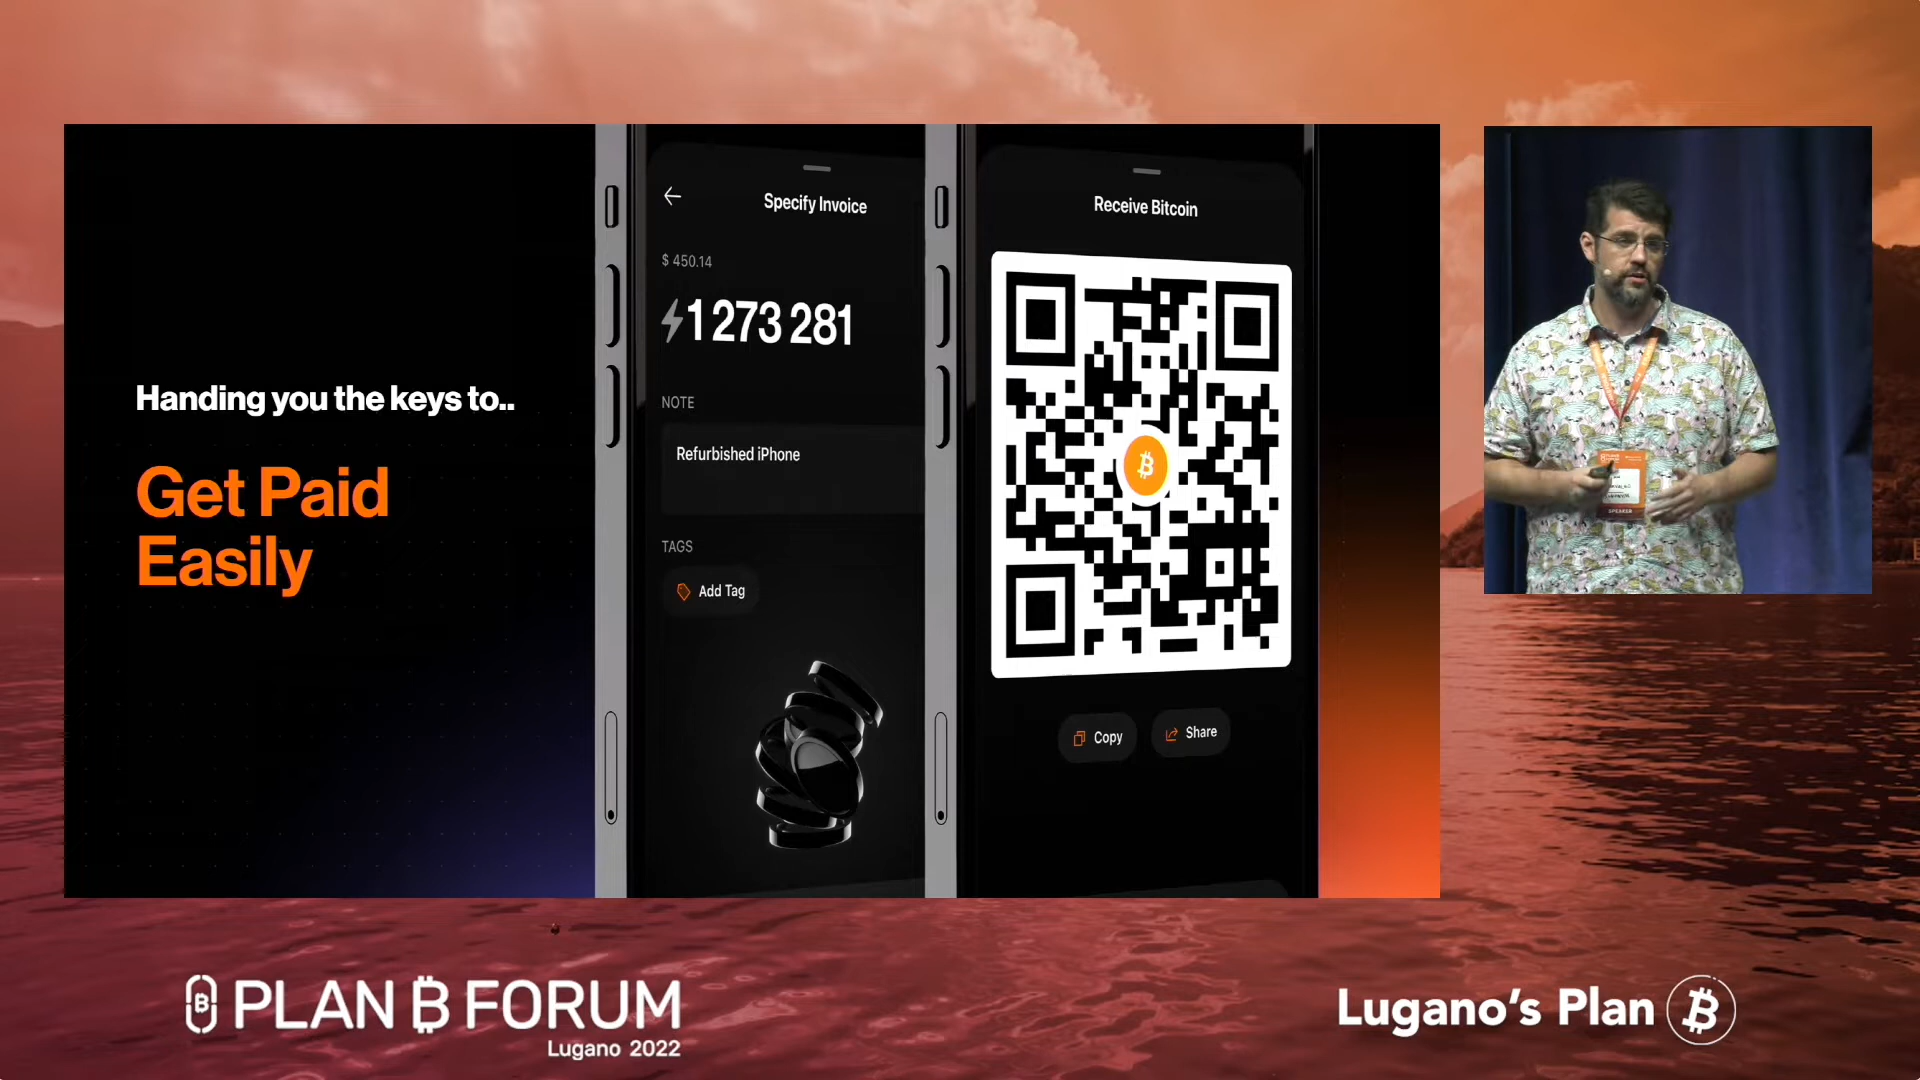 Handing you the keys to..
Get Paid
Easily
Specify Invoice
$ 450.14
1 273 281
NOTE
Refurbished iPhone
TAGS
Add Tag
Receive Bitcoin
Copy
Share
SPEAKER
PLAN ₿ FORUM
Lugano 2022
Lugano's Plan ₿